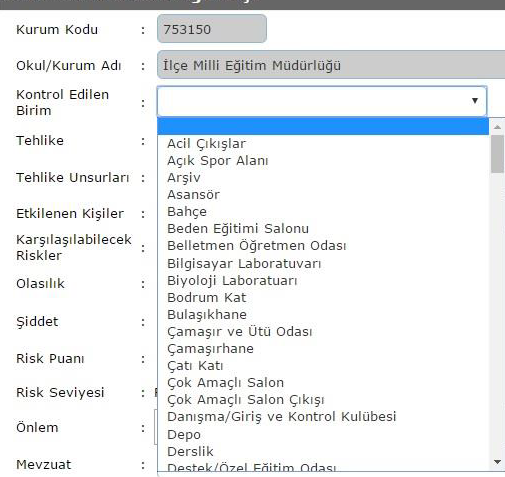 Kurum Kodu : 753150
Okul/Kurum Adı : İlçe Milli Eğitim Müdürlüğü
Kontrol Edilen
Birim :
Tehlike :
Tehlike Unsurları :
Etkilenen Kişiler :
Karşılaşılabilecek
Riskler :
Olasılık :
Şiddet :
Risk Puanı :
Risk Seviyesi :
Önlem :
Mevzuat :
Acil Çıkışlar
Açık Spor Alanı
Arşiv
Asansör
Bahçe
Beden Eğitimi Salonu
Belletmen Öğretmen Odası
Bilgisayar Laboratuvarı
Biyoloji Laboratuarı
Bodrum Kat
Bulaşıkhane
Çamaşır ve Ütü Odası
Çamaşırhane
Çatı Katı
Çok Amaçlı Salon
Çok Amaçlı Salon Çıkışı
Danışma/Giriş ve Kontrol Kulübesi
Depo
Derslik
Destek/Özel Eğitim Odası